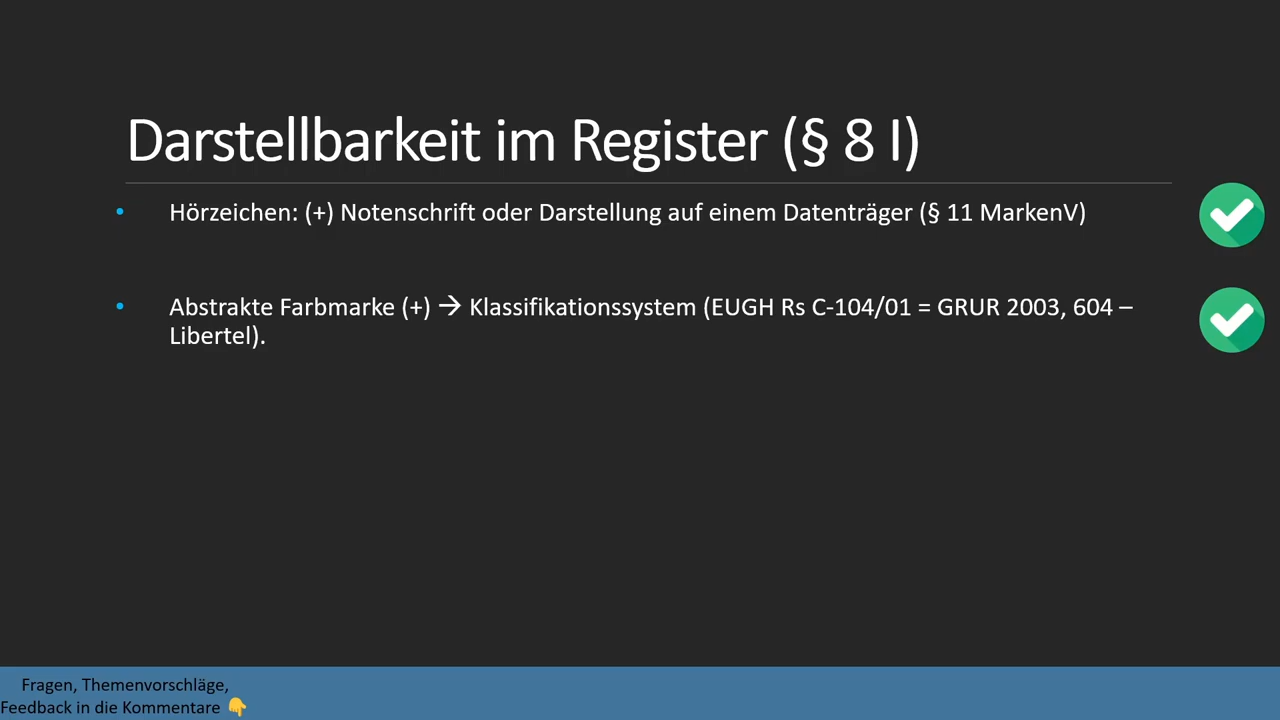 Darstellbarkeit im Register (§ 8 I)
• Hörzeichen: (+) Notenschrift oder Darstellung auf einem Datenträger (§ 11 MarkenV)
• Abstrakte Farbmarke (+) → Klassifikationssystem (EUGH Rs C-104/01 = GRUR 2003, 604 –
Libertel).
Fragen, Themenvorschläge,
Feedback in die Kommentare 👇